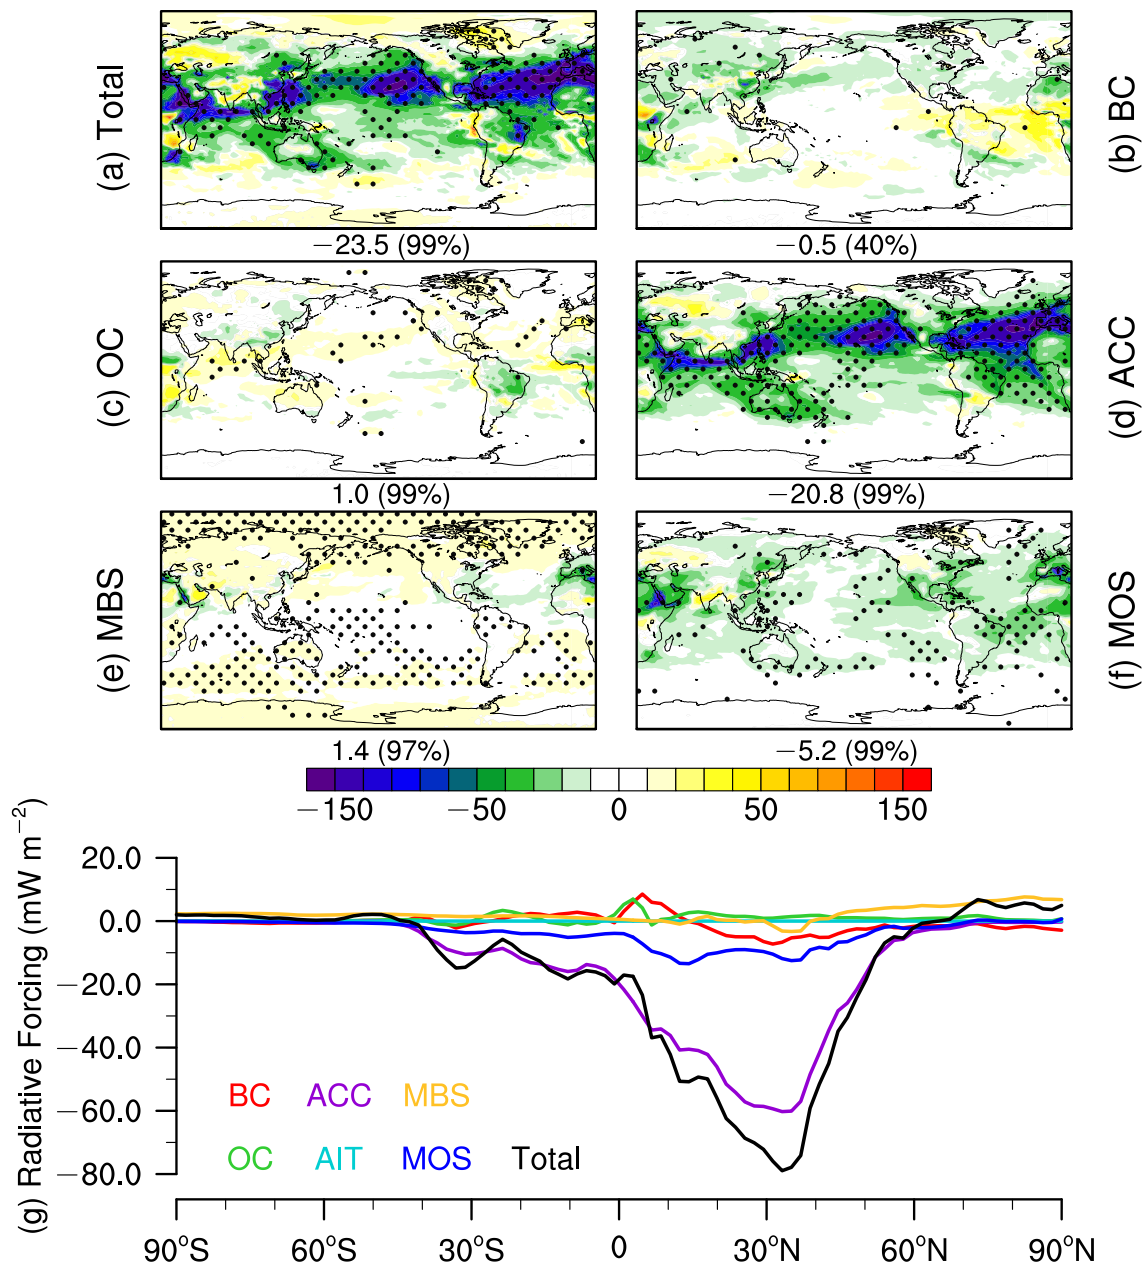 (a) Total
−23.5 (99%)
(b) BC
−0.5 (40%)
(c) OC
1.0 (99%)
(d) ACC
−20.8 (99%)
(e) MBS
1.4 (97%)
(f) MOS
−5.2 (99%)
−150 −50 0 50 150
(g) Radiative Forcing (mW m−2)
20.0
0.0
−20.0
−40.0
−60.0
−80.0
BC ACC MBS
OC AIT MOS Total
90°S 60°S 30°S 0 30°N 60°N 90°N